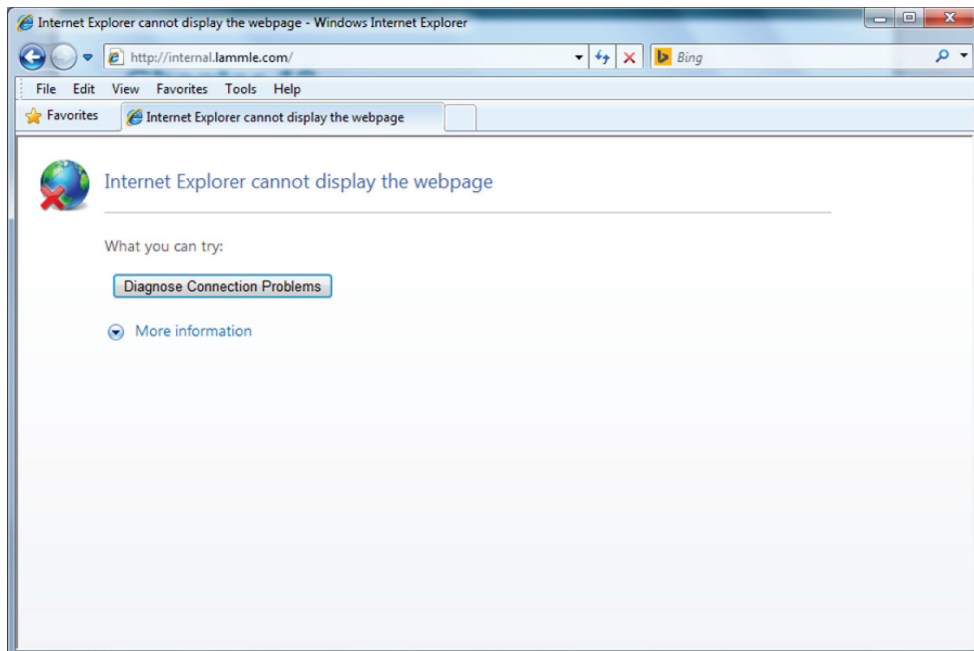 Internet Explorer cannot display the webpage - Windows Internet Explorer
http://internal.lammle.com/
Bing
File Edit View Favorites Tools Help
Favorites
Internet Explorer cannot display the webpage
Internet Explorer cannot display the webpage
What you can try:
Diagnose Connection Problems
More information